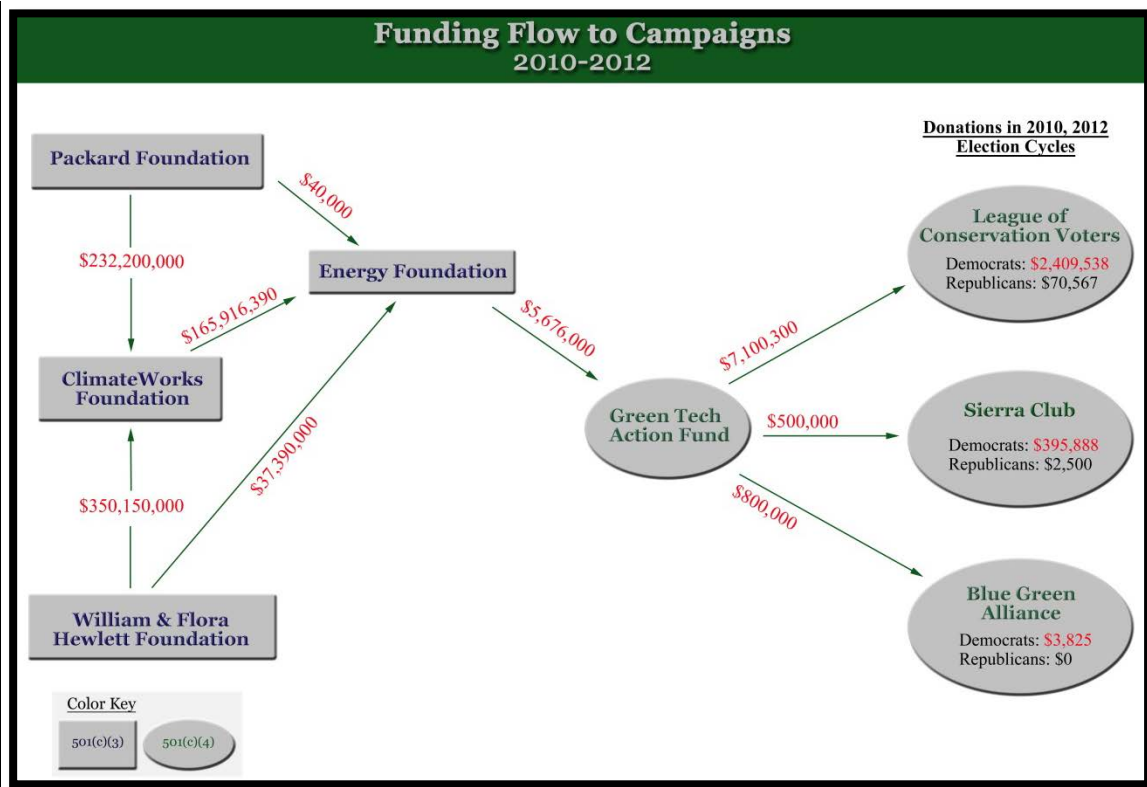 Funding Flow to Campaigns
2010-2012
Donations in 2010, 2012
Election Cycles
Packard Foundation
$40,000
$232,200,000
Energy Foundation
$165,916,390
$5,676,000
ClimateWorks
Foundation
$37,390,000
$350,150,000
William & Flora
Hewlett Foundation
Green Tech
Action Fund
$7,100,300
$500,000
$800,000
League of
Conservation Voters
Democrats: $2,409,538
Republicans: $70,567
Sierra Club
Democrats: $395,888
Republicans: $2,500
Blue Green
Alliance
Democrats: $3,825
Republicans: $0
Color Key
501(c)(3)
501(c)(4)